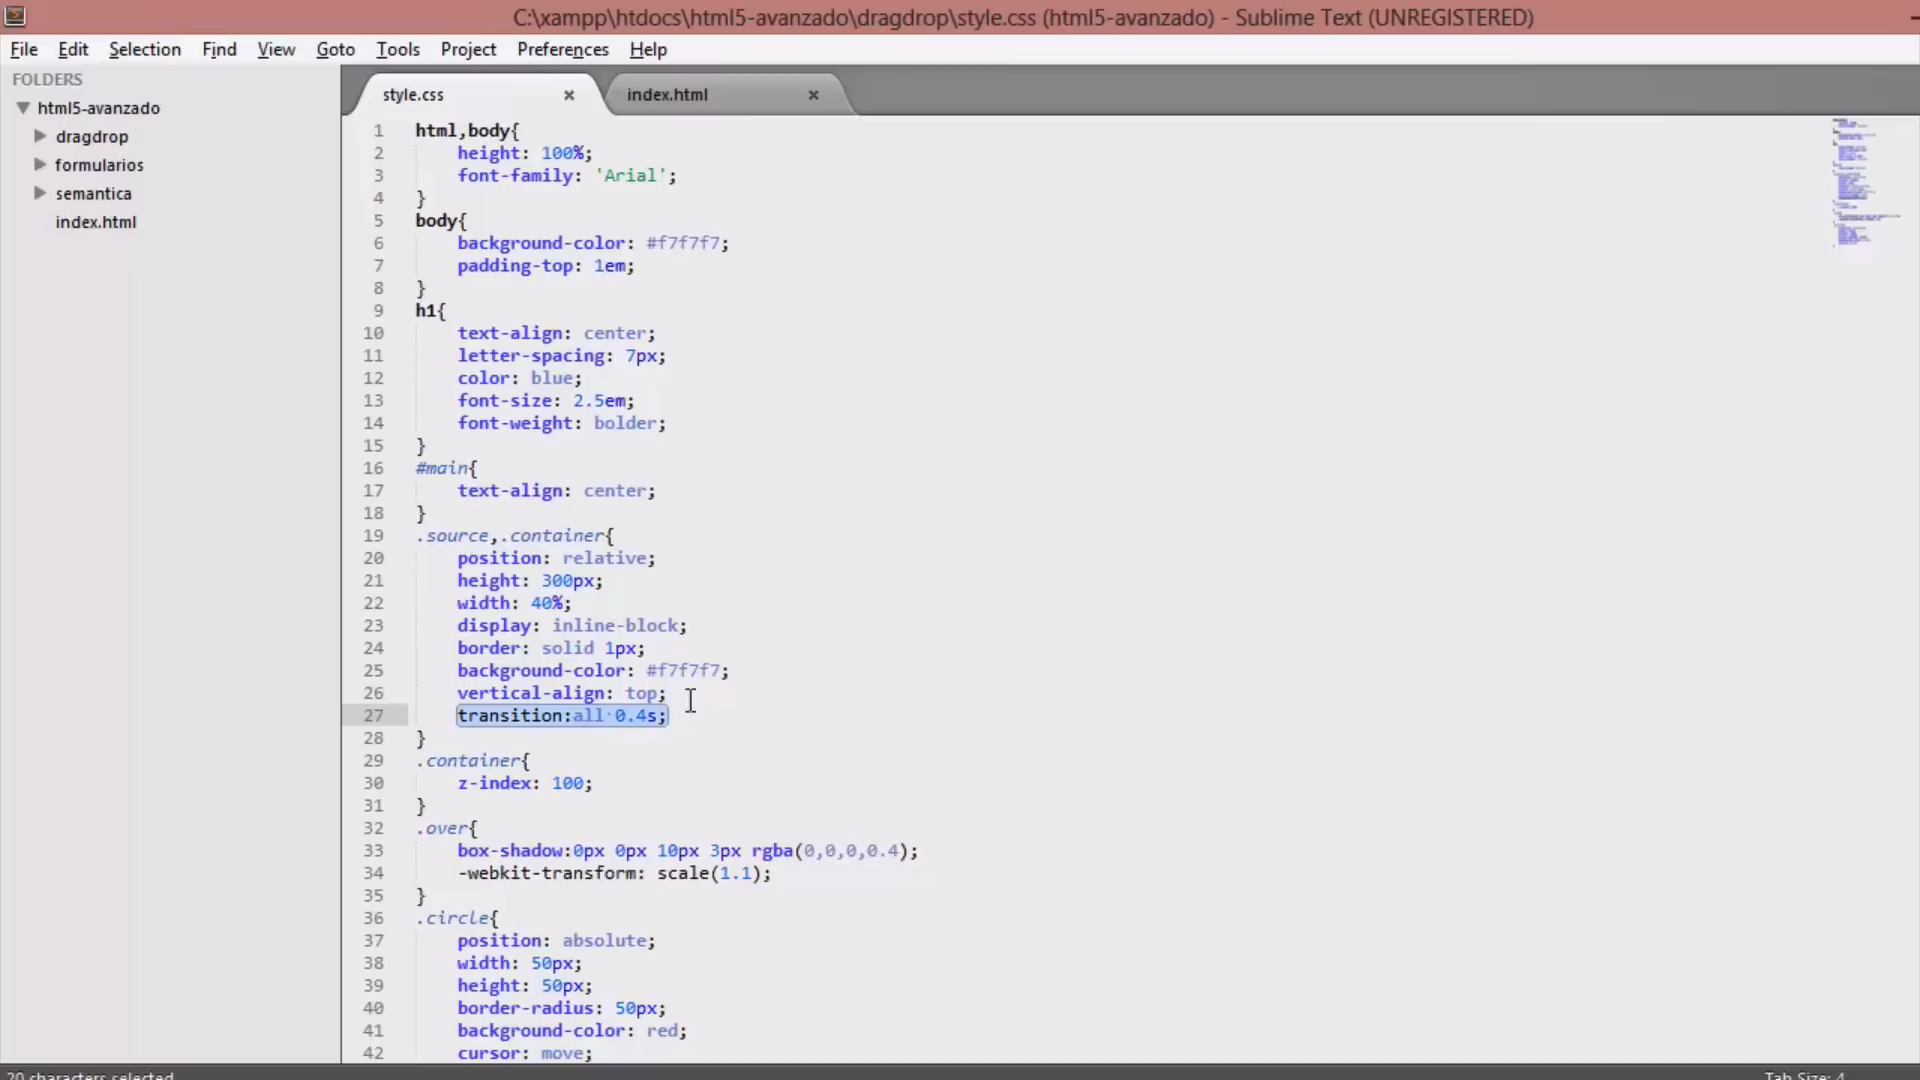 C:\xampp\htdocs\html5-avanzado\dragdrop\style.css (html5-avanzado) - Sublime Text (UNREGISTERED)
File Edit Selection Find View Goto Tools Project Preferences Help
FOLDERS
html5-avanzado
dragdrop
formularios
semantica
index.html
style.css × index.html ×
1 html,body{
2 height: 100%;
3 font-family: 'Arial';
4 }
5 body{
6 background-color: #f7f7f7;
7 padding-top: 1em;
8 }
9 h1{
10 text-align: center;
11 letter-spacing: 7px;
12 color: blue;
13 font-size: 2.5em;
14 font-weight: bolder;
15 }
16 #main{
17 text-align: center;
18 }
19 .source,.container{
20 position: relative;
21 height: 300px;
22 width: 40%;
23 display: inline-block;
24 border: solid 1px;
25 background-color: #f7f7f7;
26 vertical-align: top;
27 transition:all 0.4s;
28 }
29 .container{
30 z-index: 100;
31 }
32 .over{
33 box-shadow:0px 0px 10px 3px rgba(0,0,0,0.4);
34 -webkit-transform: scale(1.1);
35 }
36 .circle{
37 position: absolute;
38 width: 50px;
39 height: 50px;
40 border-radius: 50px;
41 background-color: red;
42 cursor: move;
20 characters selected
Tab Size: 4